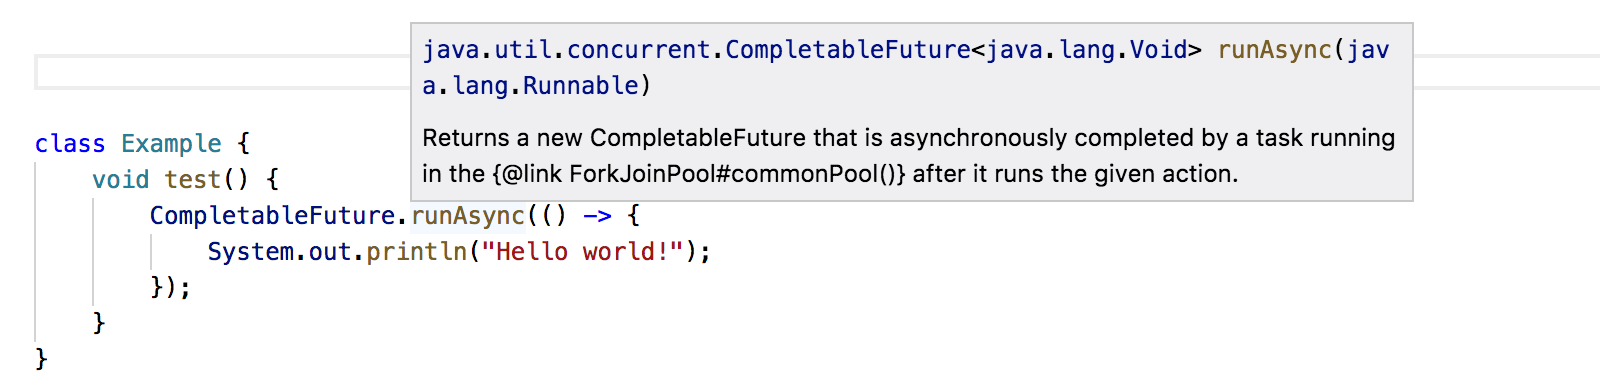 java.util.concurrent.CompletableFuture<java.lang.Void> runAsync(jav
a.lang.Runnable)
Returns a new CompletableFuture that is asynchronously completed by a task running
in the {@link ForkJoinPool#commonPool()} after it runs the given action.
class Example {
    void test() {
        CompletableFuture.runAsync(() -> {
            System.out.println("Hello world!");
        });
    }
}